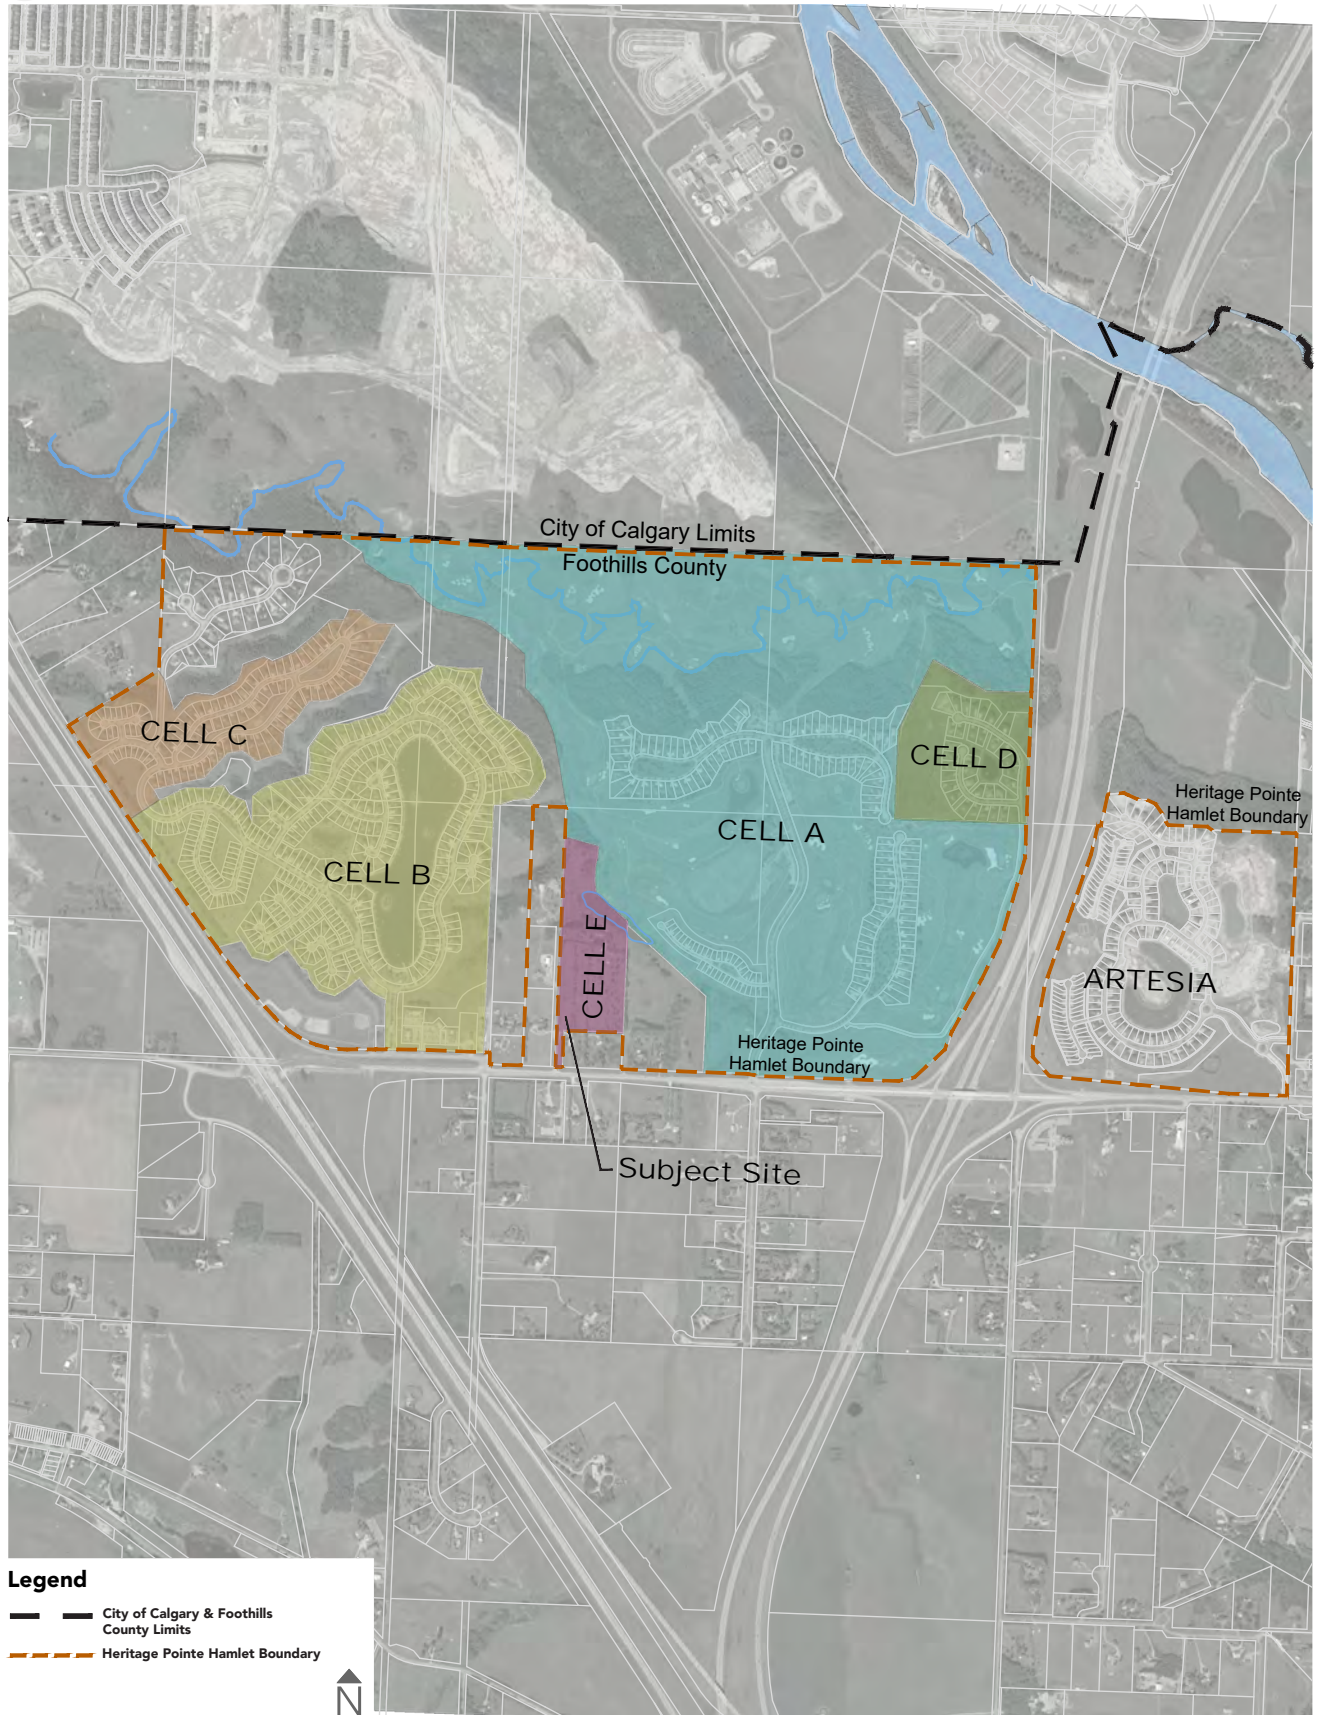 City of Calgary Limits
Foothills County
CELL C
CELL D
Heritage Pointe
Hamlet Boundary
CELL A
CELL B
CELL E
ARTESIA
Heritage Pointe
Hamlet Boundary
Subject Site
Legend
City of Calgary & Foothills
County Limits
Heritage Pointe Hamlet Boundary
N